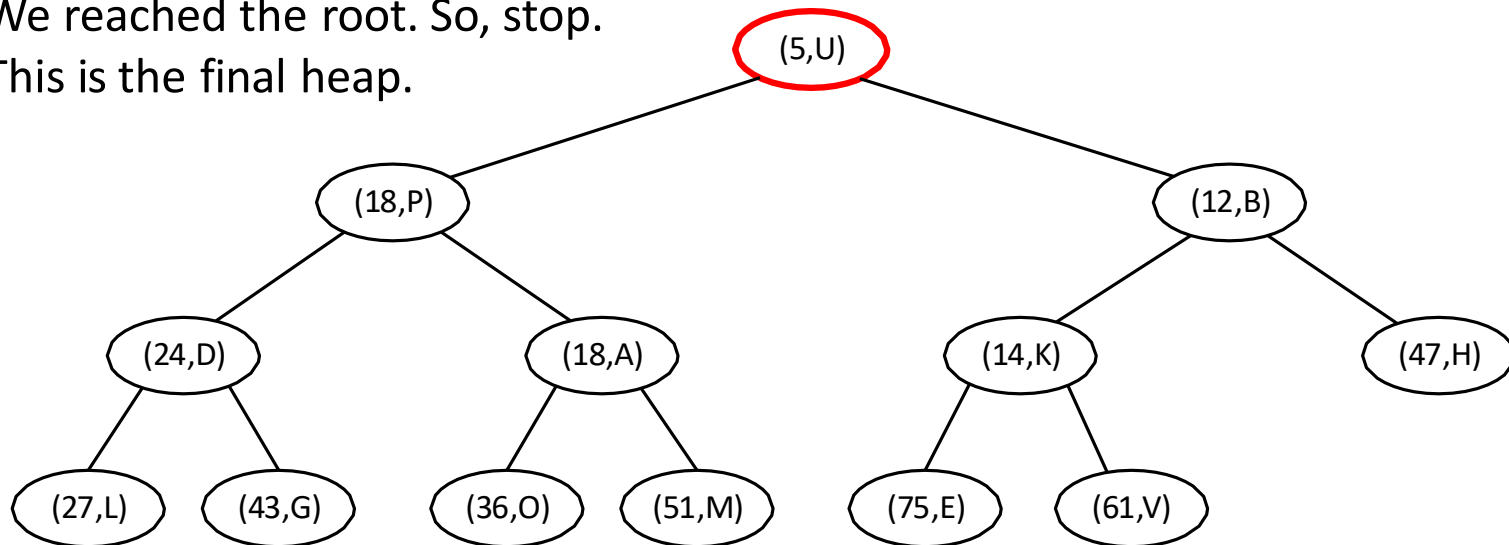 We reached the root. So, stop.
This is the final heap.
(5,U)
(18,P)
(12,B)
(24,D)
(18,A)
(14,K)
(47,H)
(27,L)
(43,G)
(36,O)
(51,M)
(75,E)
(61,V)